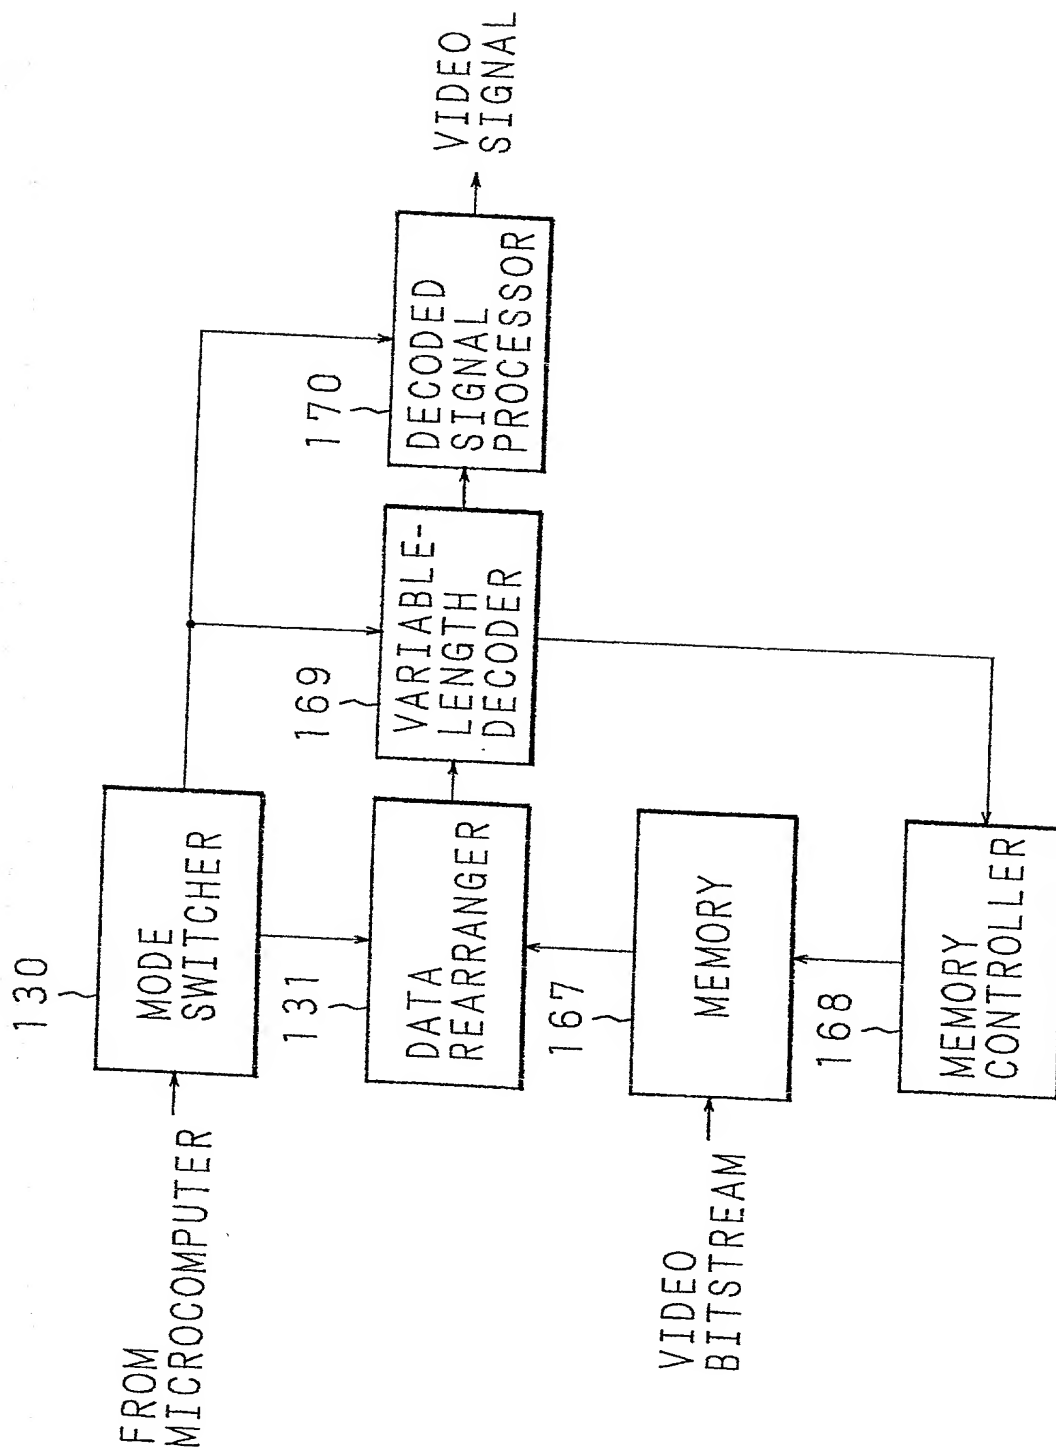 FROM
MICROCOMPUTER
130
MODE
SWITCHER
131
DATA
REARRANGER
169
VARIABLE-
LENGTH
DECODER
170
DECODED
SIGNAL
PROCESSOR
VIDEO
SIGNAL
VIDEO
BITSTREAM
167
MEMORY
168
MEMORY
CONTROLLER